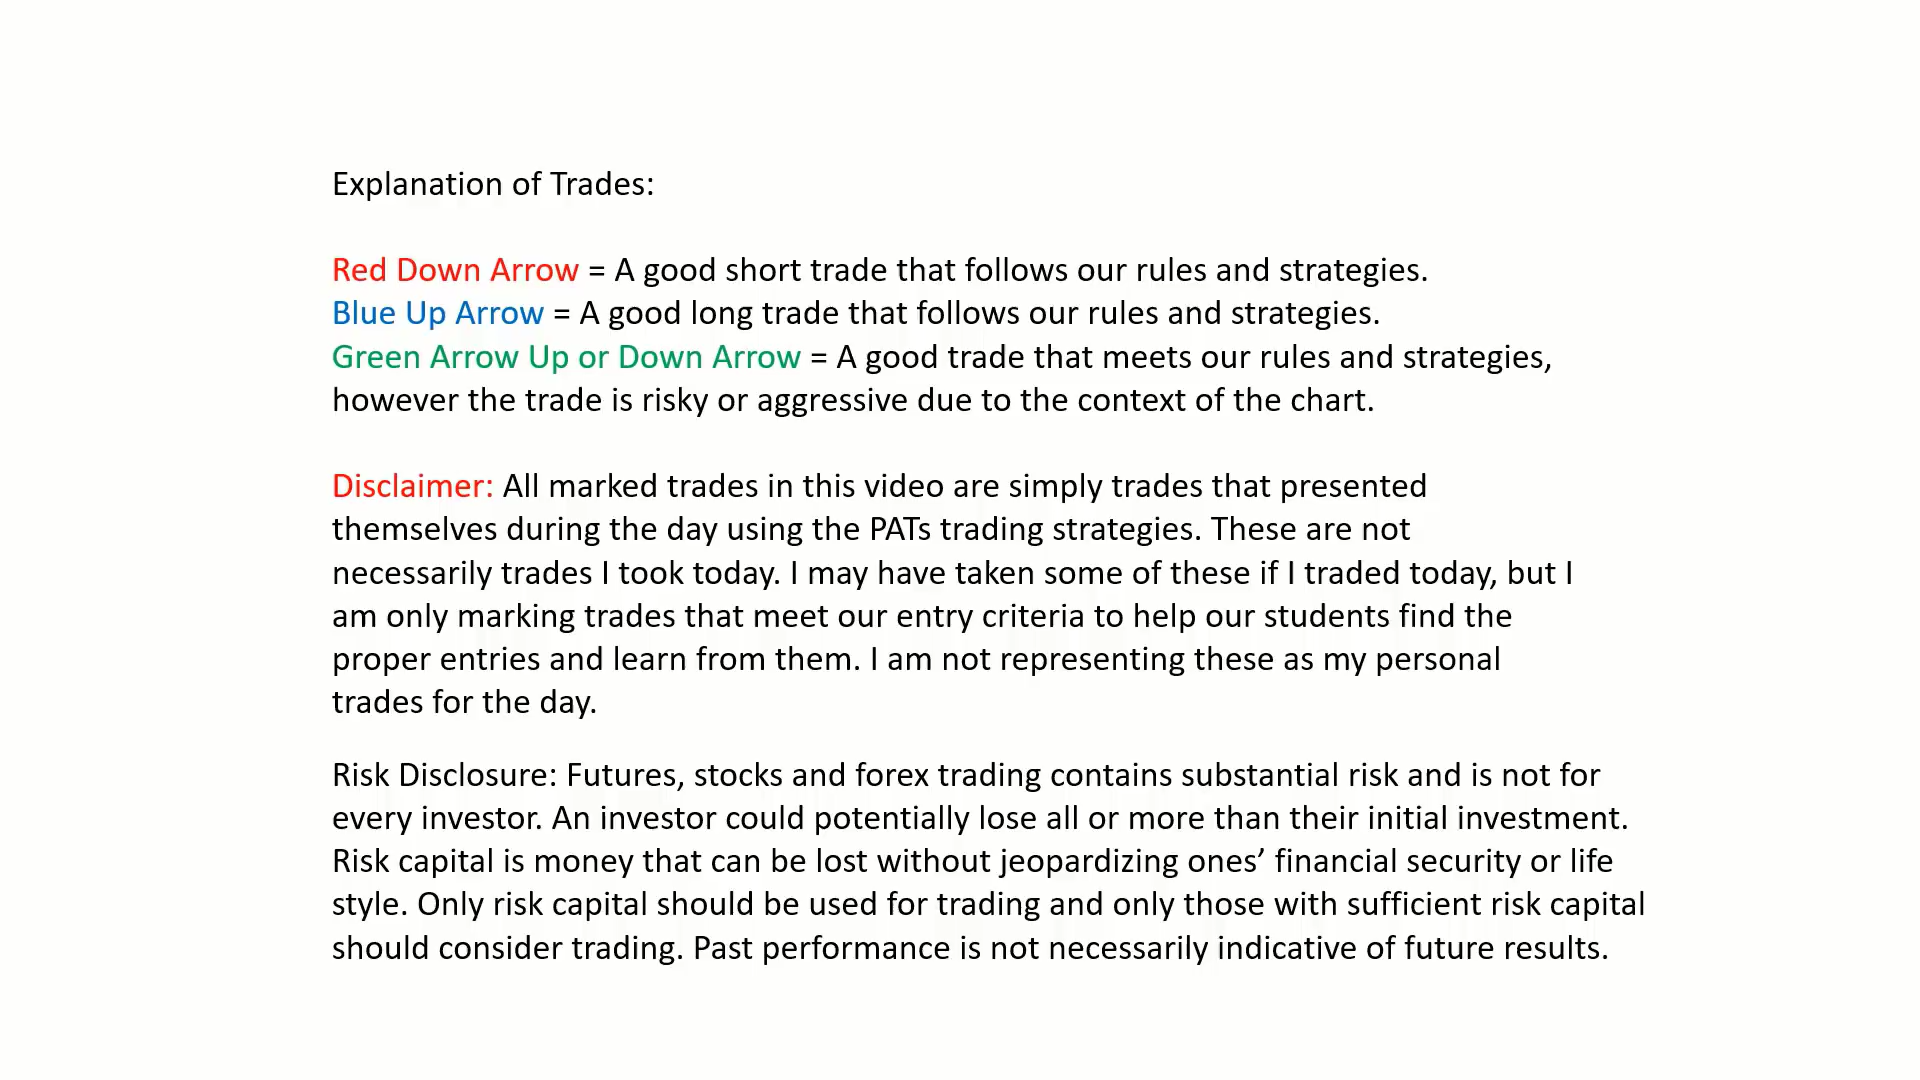 Explanation of Trades:
Red Down Arrow = A good short trade that follows our rules and strategies.
Blue Up Arrow = A good long trade that follows our rules and strategies.
Green Arrow Up or Down Arrow = A good trade that meets our rules and strategies,
however the trade is risky or aggressive due to the context of the chart.
Disclaimer: All marked trades in this video are simply trades that presented
themselves during the day using the PATs trading strategies. These are not
necessarily trades I took today. I may have taken some of these if I traded today, but I
am only marking trades that meet our entry criteria to help our students find the
proper entries and learn from them. I am not representing these as my personal
trades for the day.
Risk Disclosure: Futures, stocks and forex trading contains substantial risk and is not for
every investor. An investor could potentially lose all or more than their initial investment.
Risk capital is money that can be lost without jeopardizing ones’ financial security or life
style. Only risk capital should be used for trading and only those with sufficient risk capital
should consider trading. Past performance is not necessarily indicative of future results.